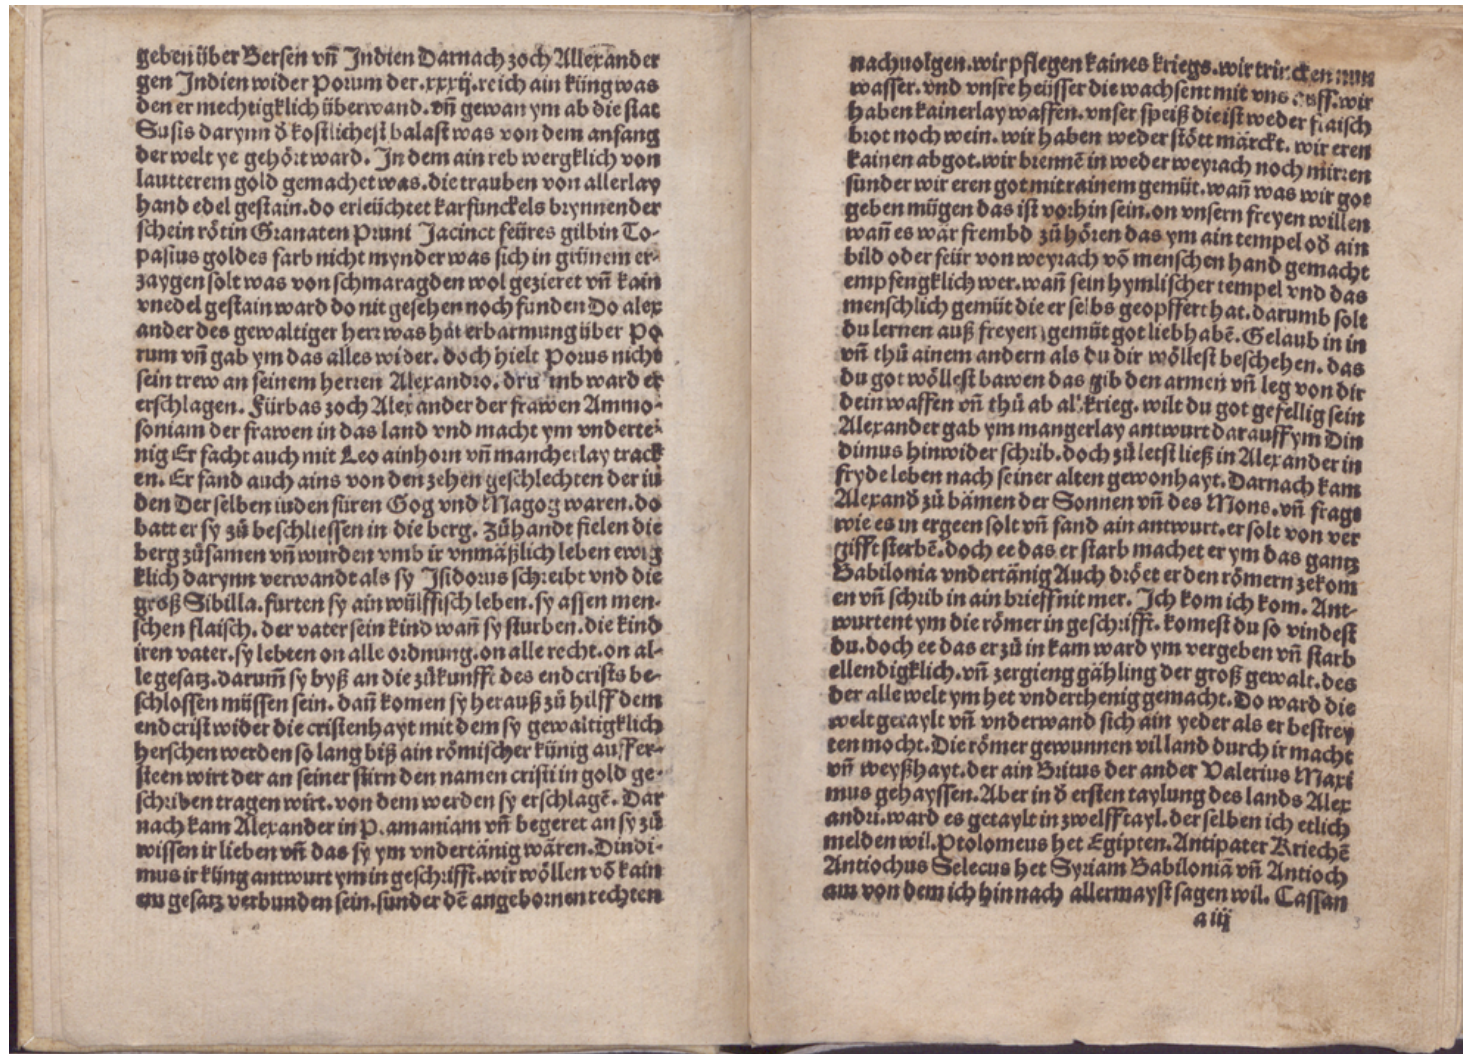 geben über Bersen vñ Indien Darnach zoch Allexander
gen Indien wider Porum der.xxxij.reich ain küng was
den er mechtigklich überwand.vñ gewan ym ab die stat
Susis darynn d̕ kostlichest balast was von dem anfang
der welt ye gehört ward. In dem ain reb wergklich von
lautterem gold gemachet was.die trauben von allerlay
hand edel gestain.do erleüchtet karfunckels brynnender
schein rötin Granaten Pruni Jacinct feüres gilbin To-
pasius goldes farb nicht mynder was sich in grünem er-
zaygen solt was von schmaragden wol gezieret vñ kain
vnedel gestain ward do nit gesehen noch funden Do alex
ander des gewaltiger herr was hat erbarmung über Po
rum vñ gab ym das alles wider.doch hielt Porus nicht
sein trew an seinem herren Alexandro. ward er
erschlagen. Fürbas zoch Alexander der frawen Ammo-
soniam der frawen in das land vnd macht ym vnderte-
nig Er facht auch mit Leo ainhorn vñ mancherlay track
en. Er fand auch ains von den zehen geschlechten der iu
den Der selben iuden füren Gog vnd Magog waren.do
batt er sy zů beschliessen in die berg. Zůhandt fielen die
berg zůsamen vñ wurden vmb ir vnmäßlich leben ewig
klich darynn verwandt als sy Isidorus schreibt vnd die
groß Sibilla.furten sy ain wülffisch leben.sy assen men-
schen flaisch.der vater sein kind wañ sy sturben.die kind
iren vater.sy lebten on alle ordnung.on alle recht.on al-
le gesatz.darum̄ sy byß an die zůkunfft des endcrists be-
schlossen müssen sein. dañ komen sy herauß zů hilff dem
endcrist wider die cristenhayt mit dem sy gewaltigklich
herschen werden so lang biß ain römischer künig auffer-
steen wirt der an seiner stirn den namen cristi in gold ge-
schriben tragen wirt.von dem werden sy erschlagē. Dar
nach kam Alexander in vñ begeret an sy zů
wissen ir lieben vñ das sy ym vndertänig wären.Dindi-
mus ir küng antwurt ym in geschrifft.wir wöllen vō kain
em gesatz verbunden sein.sunder dē angebornen rechten
nachuolgen.wir pflegen kaines kriegs.wir trincken nun
wasser.vnd vnsre heüsser die wachsent mit vns auff.wir
haben kainerlay waffen.vnser speiß die ist weder flaisch
brot noch wein.wir haben weder stött märckt.wir eren
kainen abgot.wir brennē in weder weyrach noch mirren
sunder wir eren got mit rainem gemüt.wañ was wir got
geben mügen das ist vorhin sein.on vnsern freyen willen
wañ es wär frembd zů hören das ym ain tempel od̕ ain
bild oder feür von weyrach vō menschen hand gemacht
empfengklich wer.wañ sein hymlischer tempel vnd das
menschlich gemüt die er selbs geopffert hat.darumb solt
du lernen auß freyen gemüt got lieb habē.Gelaub in in
vñ thů ainem andern als du dir wöllest beschehen.das
du got wöllest bawen das gib den armen vñ leg von dir
dein waffen vñ thů ab al krieg.wilt du got gefellig sein
Alexander gab ym mangerlay antwurt darauff ym Din
dimus hinwider schrib.doch zů letst ließ in Alexander in
fryde leben nach seiner alten gewonhayt.Darnach kam
Alexand̕ zů bämen der Sonnen vñ des Mons.vñ fragt
wie es in ergeen solt vñ fand ain antwurt.er solt von ver
gifft sterbē.doch ee das er starb machet er ym das gantz
Babilonia vndertänig Auch dröet er den römern zekom
en vñ schrib in ain brieff nit mer. Ich kom ich kom. Ant-
wurtent ym die römer in geschrifft.komest du so vindest
du.doch ee das er zů in kam ward ym vergeben vñ starb
ellendigklich.vñ zergieng gähling der groß gewalt.des
der alle welt ym het vnderthenig gemacht.Do ward die
welt getaylt vñ vnderwand sich ain yeder als er bestrey
ten mocht.Die römer gewunnen vil land durch ir macht
vñ weyßhayt.der ain Britus der ander Valerius Maxi
mus gehayssen.Aber in d̕ ersten taylung des lands Alex
andri.ward es getaylt in zwelff tayl.der selben ich etlich
melden wil.Ptolomeus het Egipten.Antipater Kriechē
Antiochus Selecus het Syriam Babiloniā vñ Antioch
am von dem ich hin nach allermayst sagen wil. Cassan
a iij
3